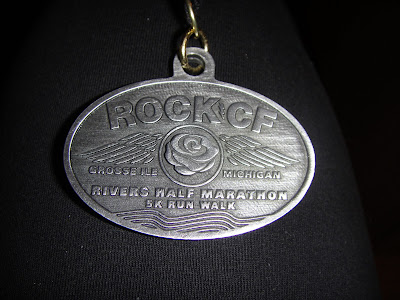 ROCK CF
GROSSE ILE MICHIGAN
RIVERS HALF MARATHON
5K RUN WALK